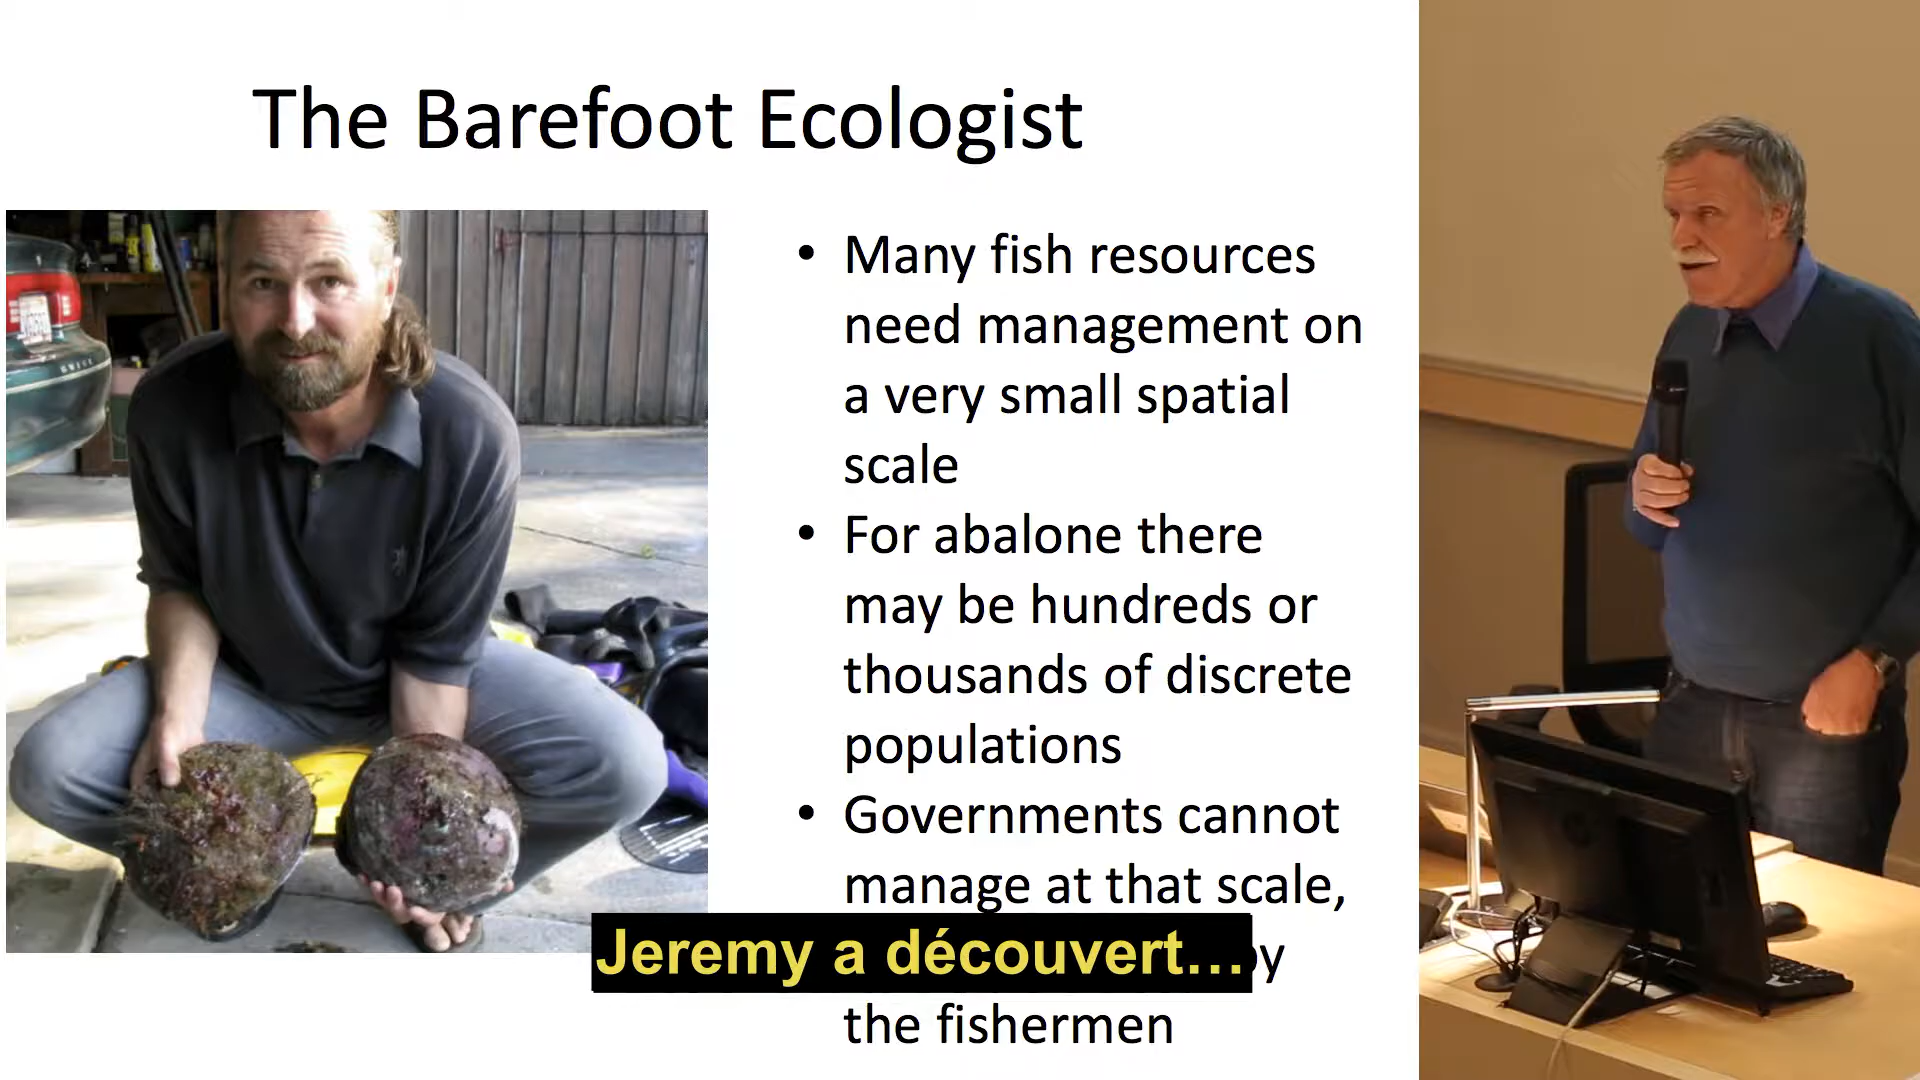 The Barefoot Ecologist
• Many fish resources
need management on
a very small spatial
scale
• For abalone there
may be hundreds or
thousands of discrete
populations
• Governments cannot
manage at that scale,
Jeremy a découvert...
the fishermen